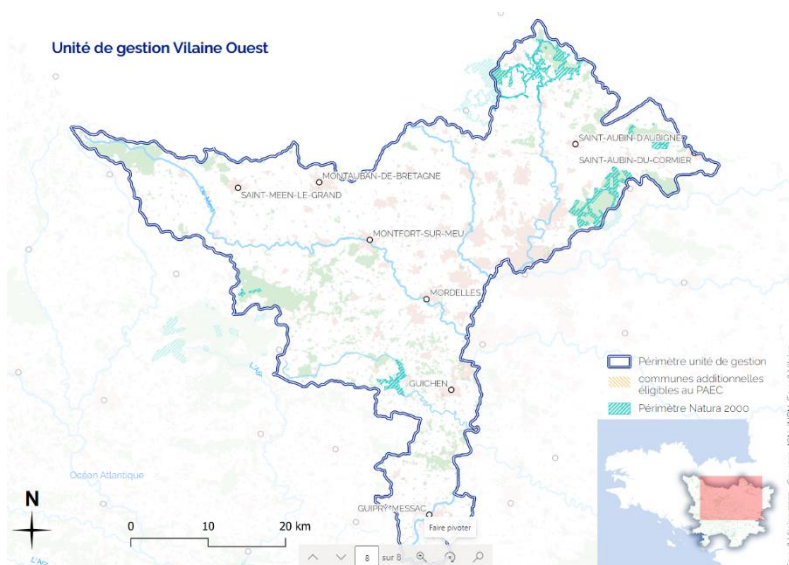 Unité de gestion Vilaine Ouest
SAINT-AUBIN-D'AUBIGNE
SAINT-AUBIN-DU-CORMIER
MONTAUBAN-DE-BRETAGNE
SAINT-MEEN-LE-GRAND
MONTFORT-SUR-MEU
MORDELLES
GUICHEN
Périmètre unité de gestion
communes additionnelles
éligibles au PAEC
Périmètre Natura 2000
Océan Atlantique
N
GUIPRY-MESSAC
Faire pivoter
0 10 20 km
8 sur 8